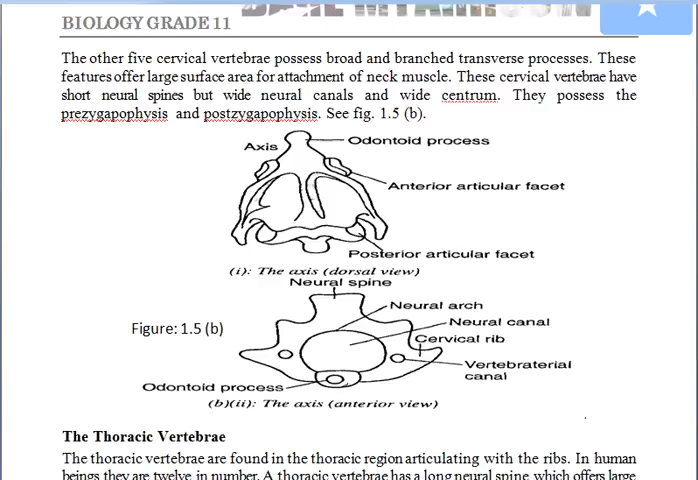 BIOLOGY GRADE 11
The other five cervical vertebrae possess broad and branched transverse processes. These
features offer large surface area for attachment of neck muscle. These cervical vertebrae have
short neural spines but wide neural canals and wide centrum. They possess the
prezygapophysis and postzygapophysis. See fig. 1.5 (b).
Axis
Odontoid process
Anterior articular facet
Posterior articular facet
(i): The axis (dorsal view)
Neural spine
Neural arch
Neural canal
Figure: 1.5 (b)
Cervical rib
Vertebraterial
canal
Odontoid process
(b)(ii): The axis (anterior view)
The Thoracic Vertebrae
The thoracic vertebrae are found in the thoracic region articulating with the ribs. In human
beings they are twelve in number. A thoracic vertebrae has a long neural spine which offers large